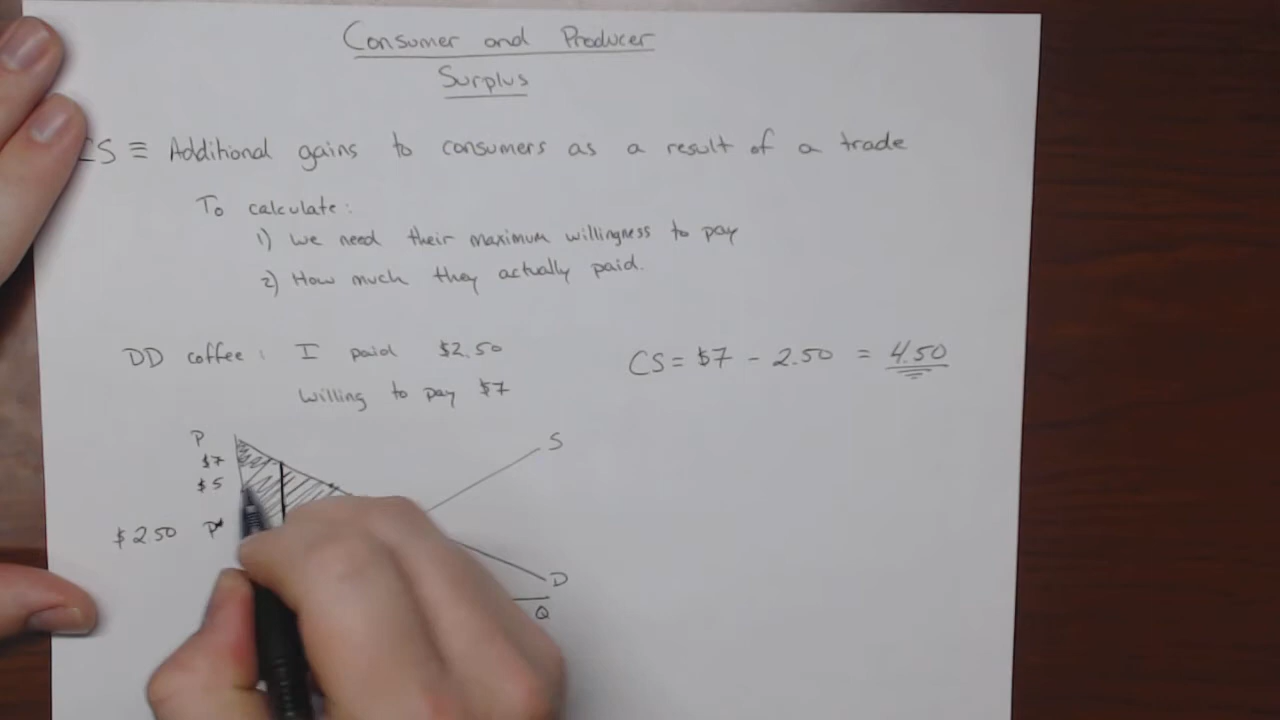 Consumer and Producer
Surplus
CS ≡ Additional gains to consumers as a result of a trade
To calculate:
1) we need their maximum willingness to pay
2) How much they actually paid.
DD coffee: I paid $2.50
CS = $7 - 2.50 = 4.50
willing to pay $7
P
S
$7
$5
$2.50 P*
D
Q